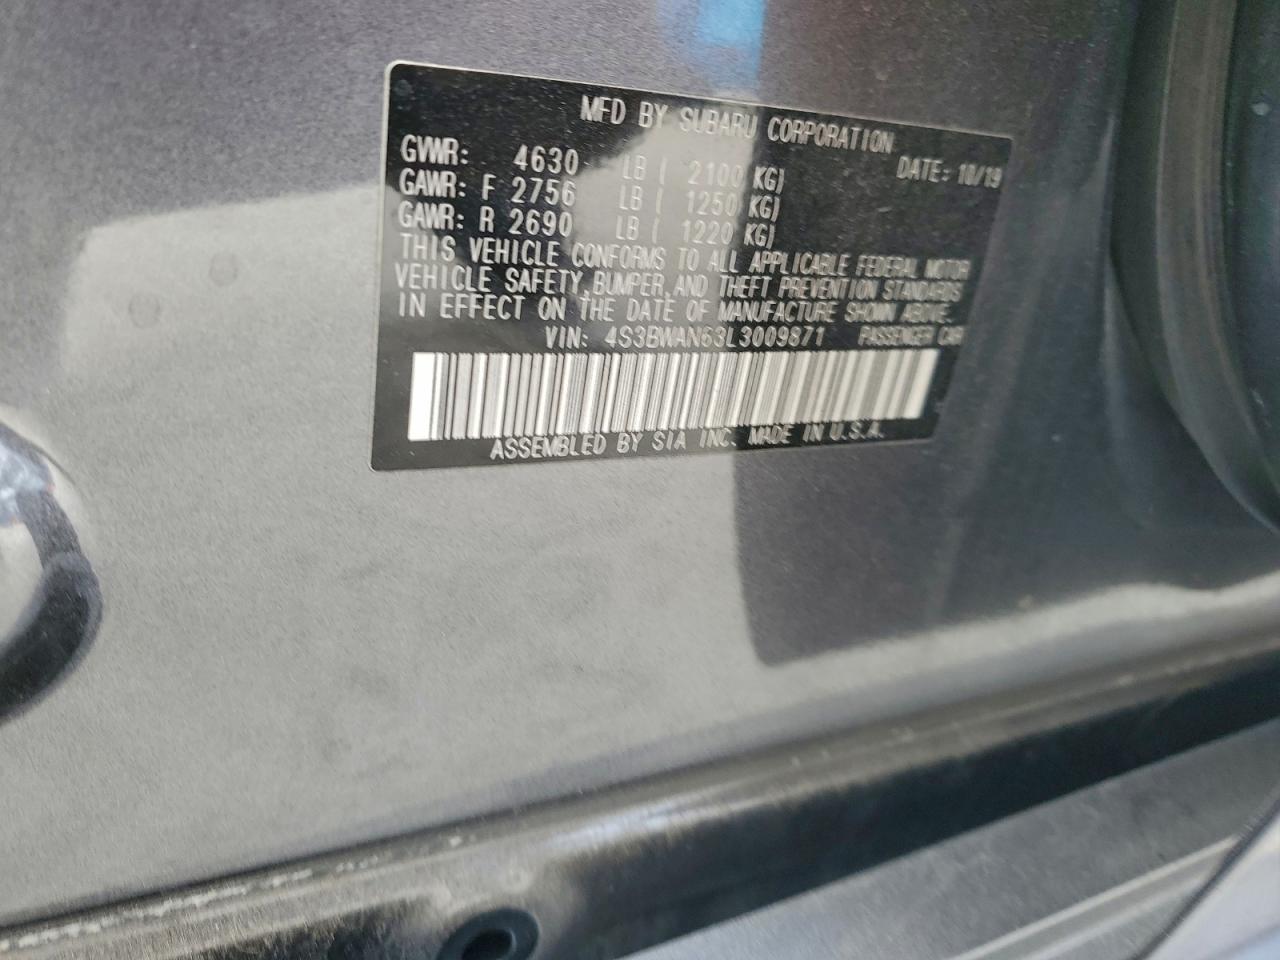 MFD BY SUBARU CORPORATION
GVWR: 4630 LB ( 2100 KG) DATE: 10/19
GAWR: F 2756 LB ( 1250 KG)
GAWR: R 2690 LB ( 1220 KG)
THIS VEHICLE CONFORMS TO ALL APPLICABLE FEDERAL MOTOR
VEHICLE SAFETY, BUMPER, AND THEFT PREVENTION STANDARDS
IN EFFECT ON THE DATE OF MANUFACTURE SHOWN ABOVE.
VIN: 4S3BWAN63L3009871 PASSENGER CAR
ASSEMBLED BY SIA INC. MADE IN U.S.A.